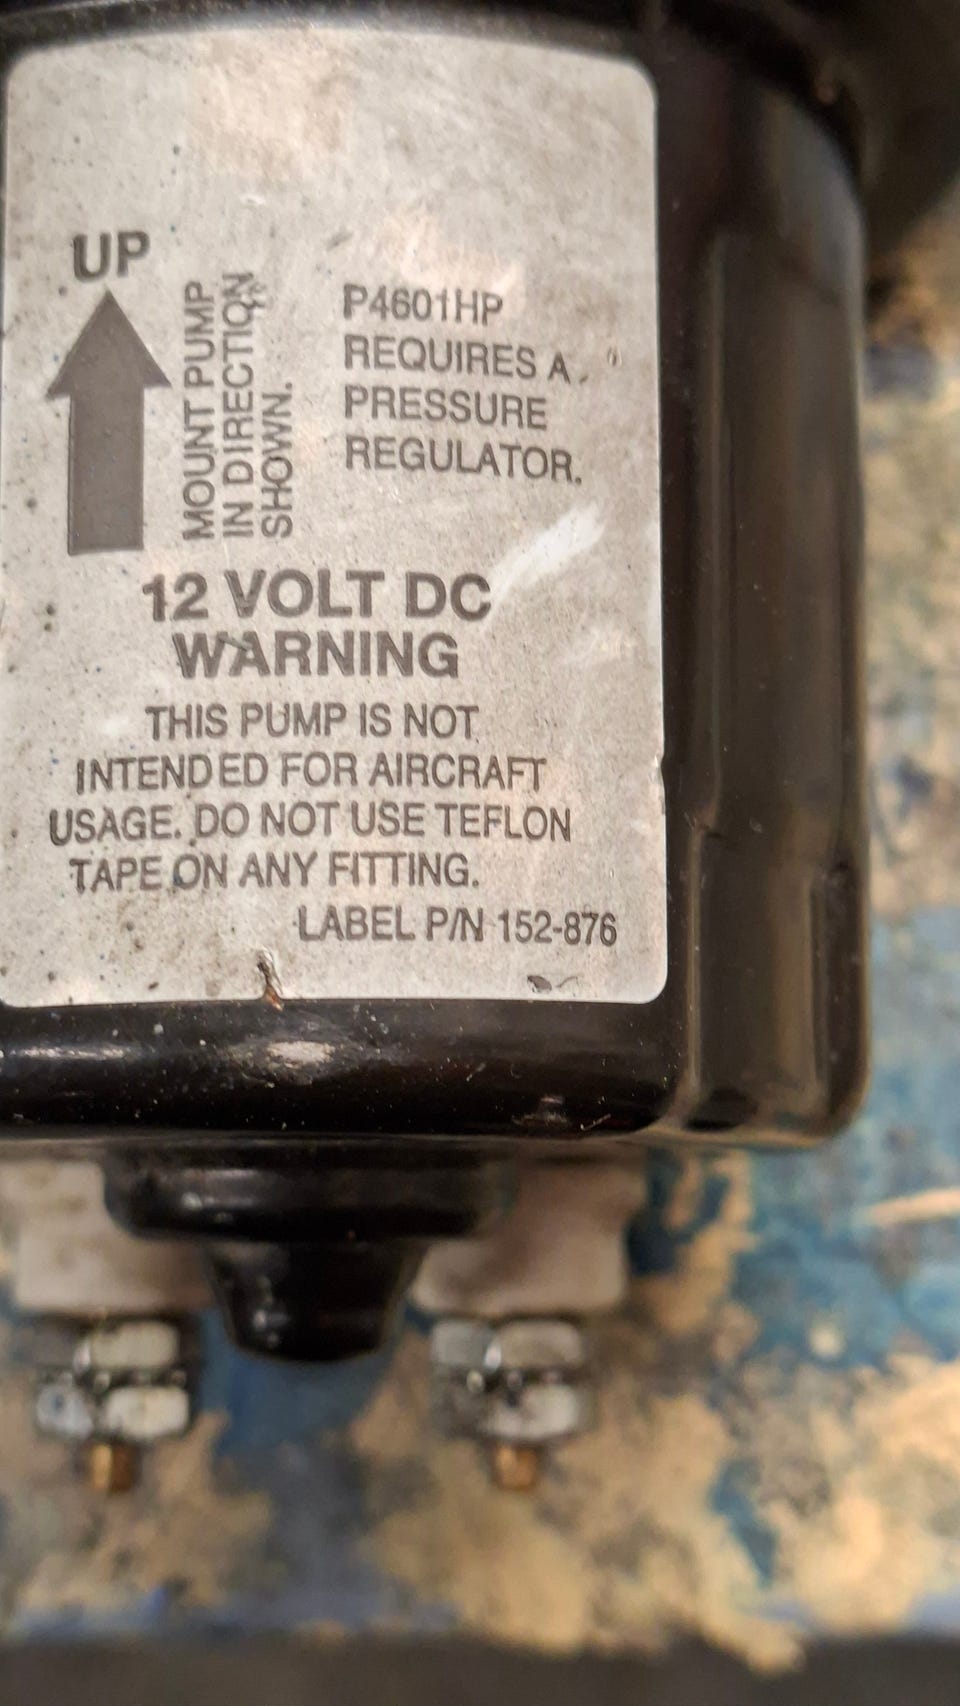 UP
MOUNT PUMP
IN DIRECTION
SHOWN.
P4601HP
REQUIRES A
PRESSURE
REGULATOR.
12 VOLT DC
WARNING
THIS PUMP IS NOT
INTENDED FOR AIRCRAFT
USAGE. DO NOT USE TEFLON
TAPE ON ANY FITTING.
LABEL P/N 152-876